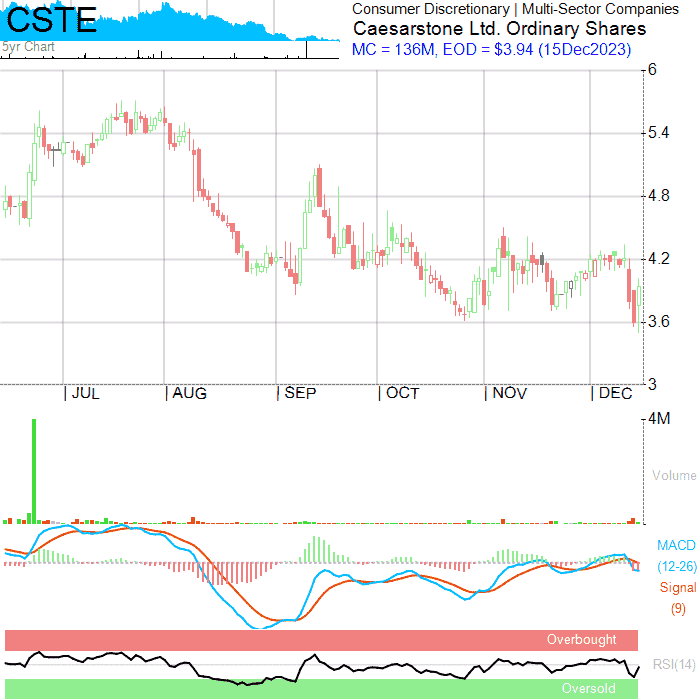 CSTE
5yr Chart
Consumer Discretionary | Multi-Sector Companies
Caesarstone Ltd. Ordinary Shares
MC = 136M, EOD = $3.94 (15Dec2023)
6
5.4
4.8
4.2
3.6
3
JUL AUG SEP OCT NOV DEC
4M
Volume
MACD
(12-26)
Signal
(9)
Overbought
RSI(14)
Oversold